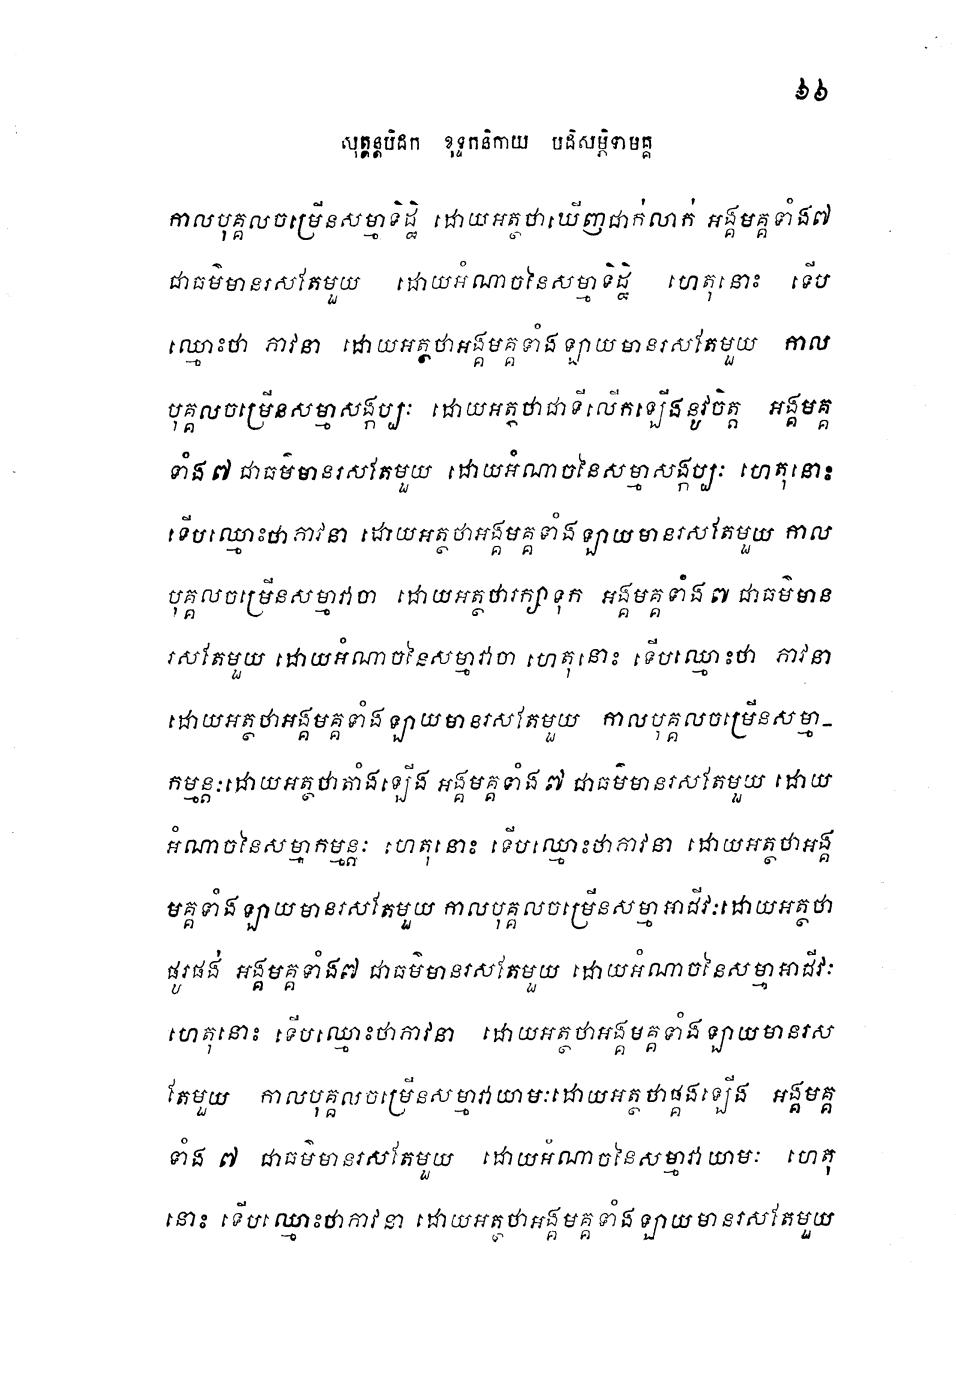 ៦៦
សុត្តន្តបិដក ខុទ្ទកនិកាយ បដិសម្ភិទាមគ្គ
កាលបុគ្គលចម្រើនសម្មាទិដ្ឋិ ដោយអត្ថថាឃើញជាក់លាក់ អង្គមគ្គទាំង៧
ជាធម៌មានរសតែមួយ ដោយអំណាចនៃសម្មាទិដ្ឋិ ហេតុនោះ ទើប
ឈ្មោះថា ភាវនា ដោយអត្ថថាអង្គមគ្គទាំងឡាយមានរសតែមួយ កាល
បុគ្គលចម្រើនសម្មាសង្កប្បៈ ដោយអត្ថថាជាទីលើកឡើងនូវចិត្ត អង្គមគ្គ
ទាំង៧ ជាធម៌មានរសតែមួយ ដោយអំណាចនៃសម្មាសង្កប្បៈ ហេតុនោះ
ទើបឈ្មោះថាភាវនា ដោយអត្ថថាអង្គមគ្គទាំងឡាយមានរសតែមួយ កាល
បុគ្គលចម្រើនសម្មាវាចា ដោយអត្ថថារក្សាទុក អង្គមគ្គទាំង៧ ជាធម៌មាន
រសតែមួយ ដោយអំណាចនៃសម្មាវាចា ហេតុនោះ ទើបឈ្មោះថា ភាវនា
ដោយអត្ថថាអង្គមគ្គទាំងឡាយមានរសតែមួយ កាលបុគ្គលចម្រើនសម្មា-
កម្មន្តៈដោយអត្ថថាតាំងឡើង អង្គមគ្គទាំង៧ ជាធម៌មានរសតែមួយ ដោយ
អំណាចនៃសម្មាកម្មន្តៈ ហេតុនោះ ទើបឈ្មោះថាភាវនា ដោយអត្ថថាអង្គ
មគ្គទាំងឡាយមានរសតែមួយ កាលបុគ្គលចម្រើនសម្មាអាជីវៈដោយអត្ថថា
ផូរផង់ អង្គមគ្គទាំង៧ ជាធម៌មានរសតែមួយ ដោយអំណាចនៃសម្មាអាជីវៈ
ហេតុនោះ ទើបឈ្មោះថាភាវនា ដោយអត្ថថាអង្គមគ្គទាំងឡាយមានរស
តែមួយ កាលបុគ្គលចម្រើនសម្មាវាយាមៈដោយអត្ថថាផ្គងឡើង អង្គមគ្គ
ទាំង ៧ ជាធម៌មានរសតែមួយ ដោយអំណាចនៃសម្មាវាយាមៈ ហេតុ
នោះ ទើបឈ្មោះថាភាវនា ដោយអត្ថថាអង្គមគ្គទាំងឡាយមានរសតែមួយ